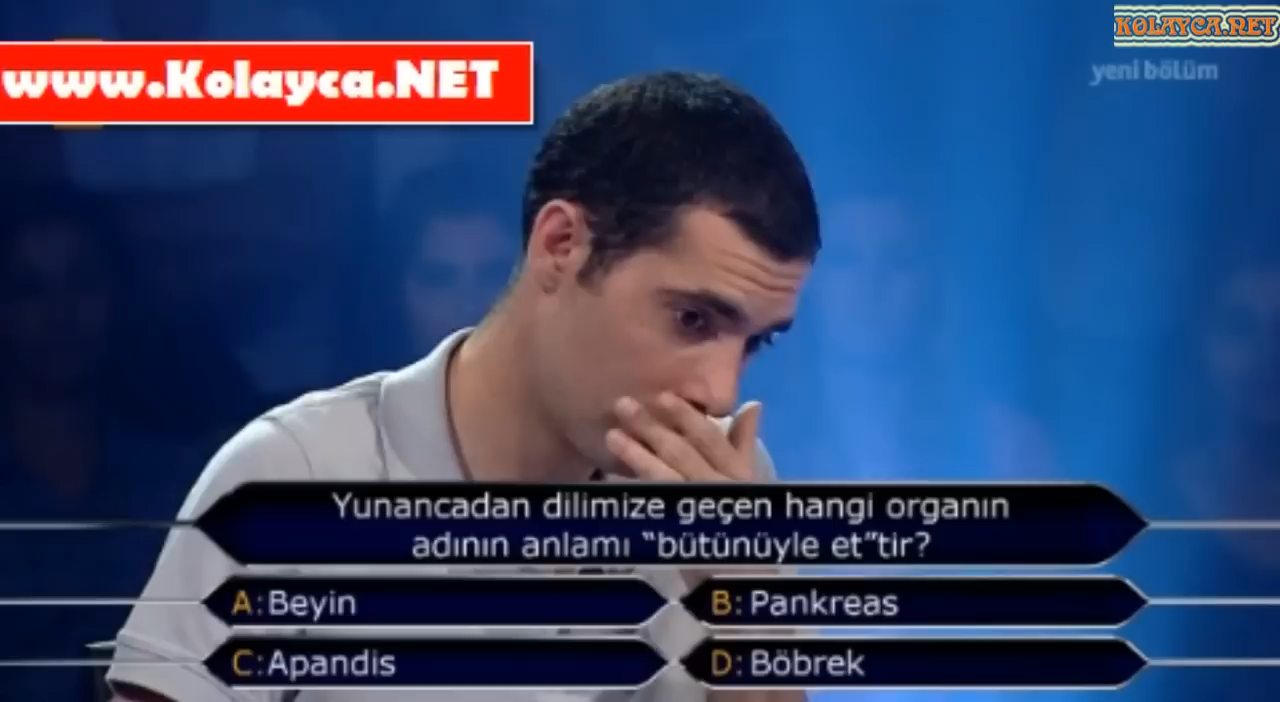 KOLAYCA.NET
www.Kolayca.NET
yeni bölüm
Yunancadan dilimize geçen hangi organın
adının anlamı “bütünüyle et”tir?
A: Beyin
B: Pankreas
C: Apandis
D: Böbrek